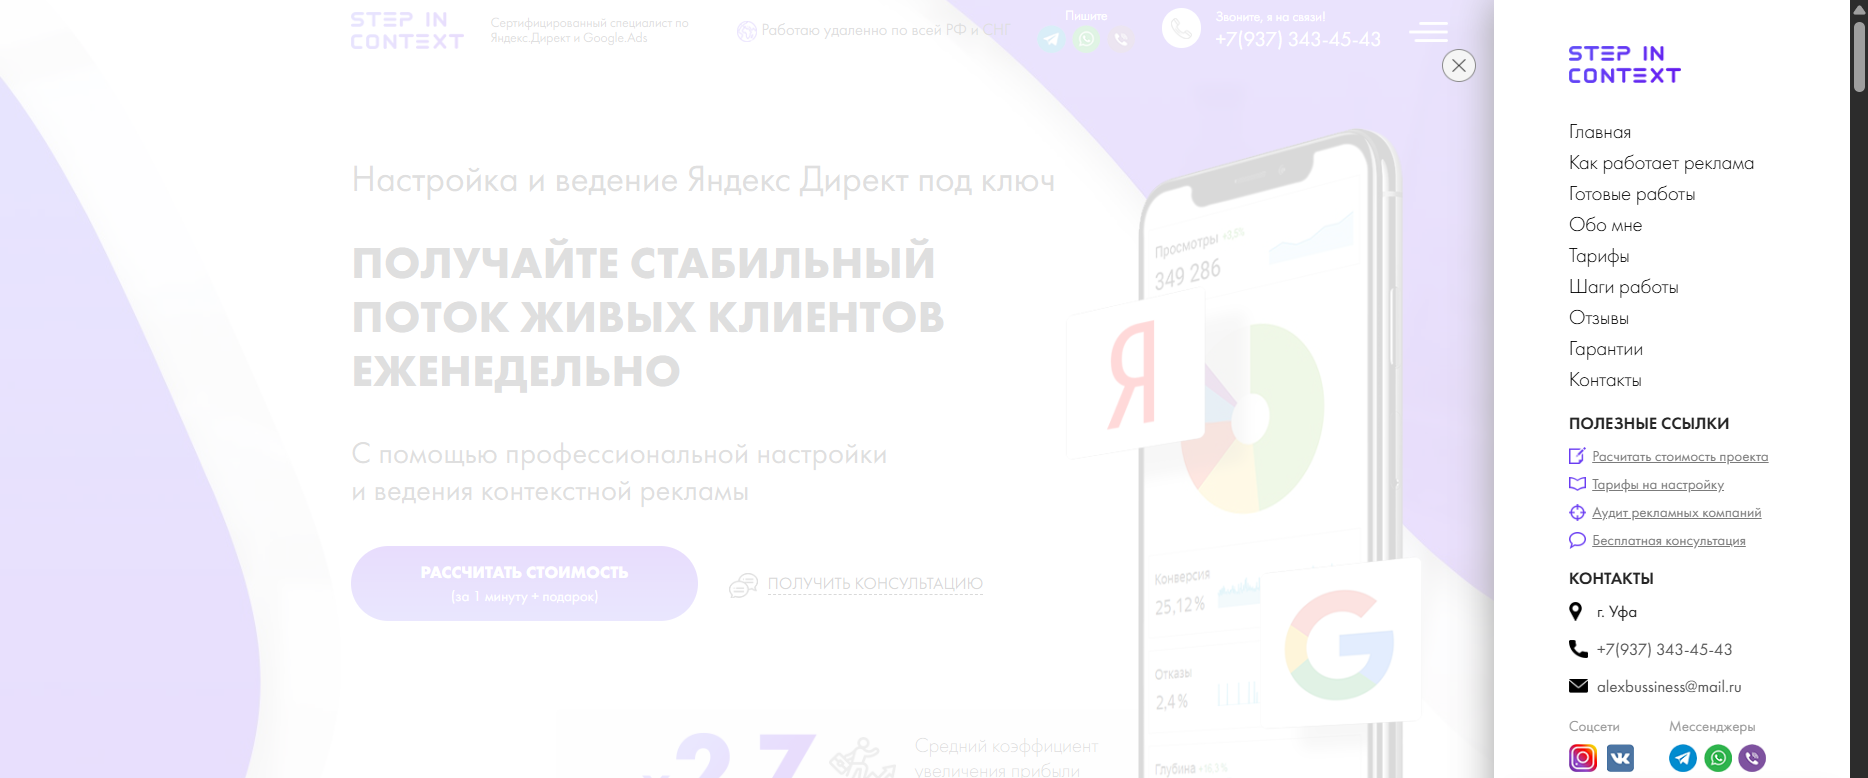 STEP IN
CONTEXT
Сертифицированный специалист по
Яндекс.Директ и Google.Ads
Работаю удаленно по всей РФ и СНГ
Пишите
Звоните, я на связи!
+7(937) 343-45-43
Настройка и ведение Яндекс Директ под ключ
ПОЛУЧАЙТЕ СТАБИЛЬНЫЙ
ПОТОК ЖИВЫХ КЛИЕНТОВ
ЕЖЕНЕДЕЛЬНО
С помощью профессиональной настройки
и ведения контекстной рекламы
РАССЧИТАТЬ СТОИМОСТЬ
(за 1 минуту + подарок)
ПОЛУЧИТЬ КОНСУЛЬТАЦИЮ
Просмотры +0,5%
349 286
Я
Конверсия
25,12%
G
Отказы
2,4%
Глубина +16,3%
x2,7
Средний коэффициент
увеличения прибыли
STEP IN
CONTEXT
Главная
Как работает реклама
Готовые работы
Обо мне
Тарифы
Шаги работы
Отзывы
Гарантии
Контакты
ПОЛЕЗНЫЕ ССЫЛКИ
Расчитать стоимость проекта
Тарифы на настройку
Аудит рекламных компаний
Бесплатная консультация
КОНТАКТЫ
г. Уфа
+7(937) 343-45-43
alexbussiness@mail.ru
Соцсети
Мессенджеры